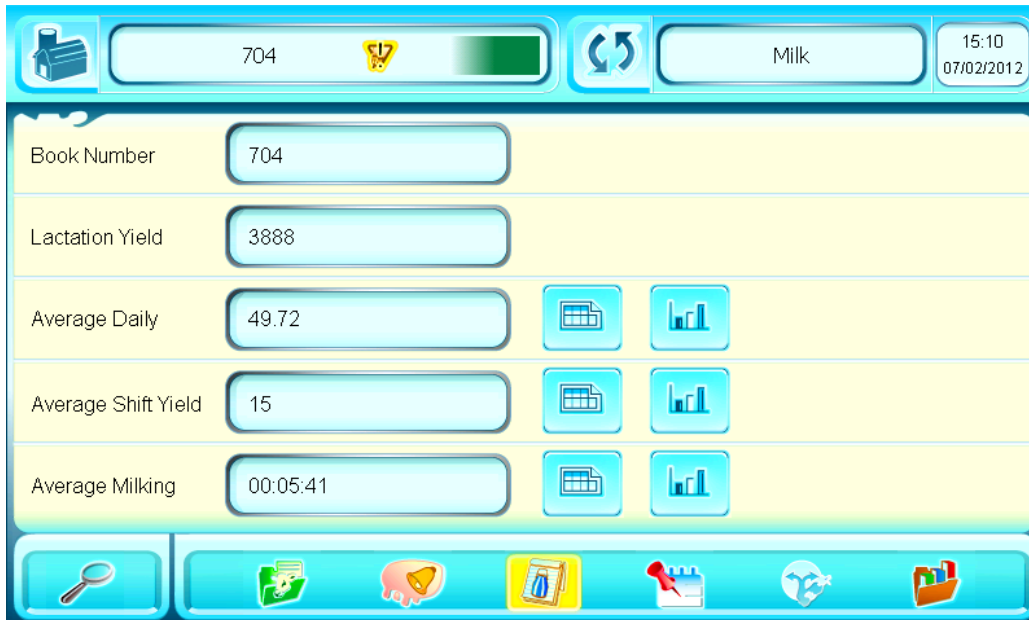 704
Milk
15:10
07/02/2012
Book Number 704
Lactation Yield 3888
Average Daily 49.72
Average Shift Yield 15
Average Milking 00:05:41